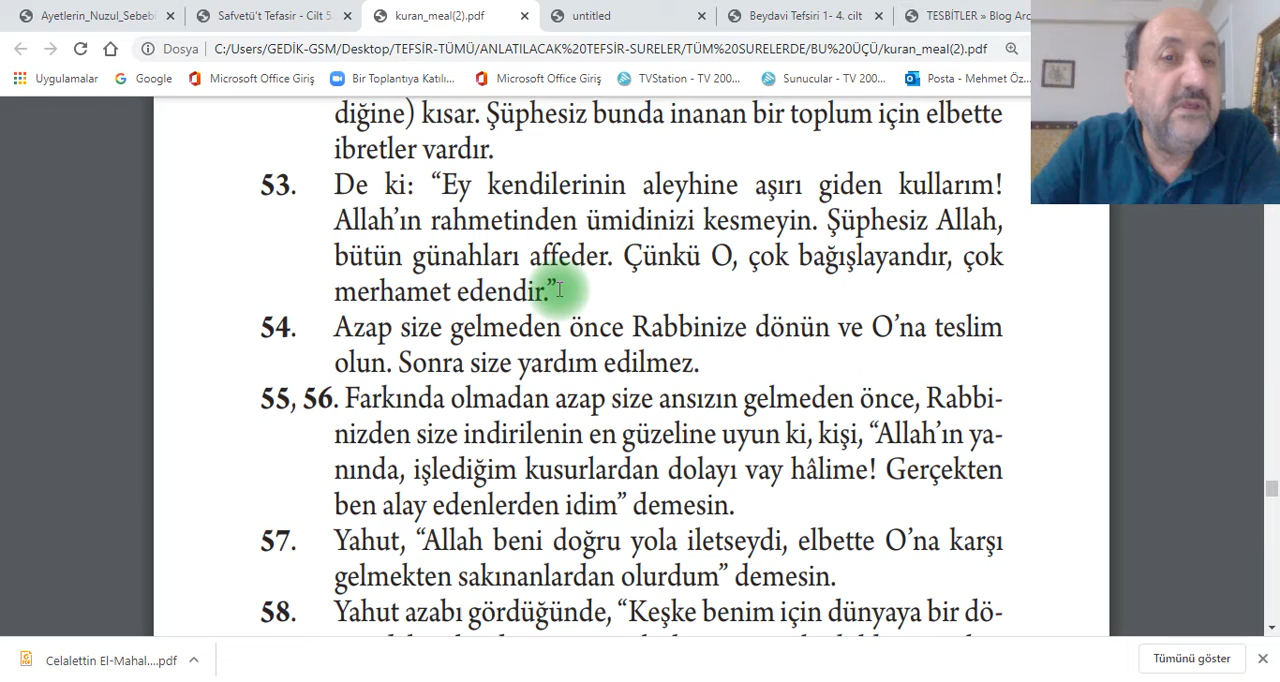 Ayetlerin_Nuzul_Sebebi
Safvetü't Tefasir - Cilt 5
kuran_meal(2).pdf
untitled
Beydavi Tefsiri 1- 4. cilt
TESBİTLER » Blog Arc
Dosya
C:/Users/GEDİK-GSM/Desktop/TEFSİR-TÜMÜ/ANLATILACAK%20TEFSİR-SURELER/TÜM%20SURELERDE/BU%20ÜÇÜ/kuran_meal(2).pdf
Uygulamalar
Google
Microsoft Office Giriş
Bir Toplantıya Katılı...
Microsoft Office Giriş
TVStation - TV 200...
Sunucular - TV 200...
Posta - Mehmet Öz...
diğine) kısar. Şüphesiz bunda inanan bir toplum için elbette
ibretler vardır.
53. De ki: “Ey kendilerinin aleyhine aşırı giden kullarım!
Allah’ın rahmetinden ümidinizi kesmeyin. Şüphesiz Allah,
bütün günahları affeder. Çünkü O, çok bağışlayandır, çok
merhamet edendir.”
54. Azap size gelmeden önce Rabbinize dönün ve O’na teslim
olun. Sonra size yardım edilmez.
55, 56. Farkında olmadan azap size ansızın gelmeden önce, Rabbi-
nizden size indirilenin en güzeline uyun ki, kişi, “Allah’ın ya-
nında, işlediğim kusurlardan dolayı vay hâlime! Gerçekten
ben alay edenlerden idim” demesin.
57. Yahut, “Allah beni doğru yola iletseydi, elbette O’na karşı
gelmekten sakınanlardan olurdum” demesin.
58. Yahut azabı gördüğünde, “Keşke benim için dünyaya bir dö-
Celalettin El-Mahal....pdf
Tümünü göster